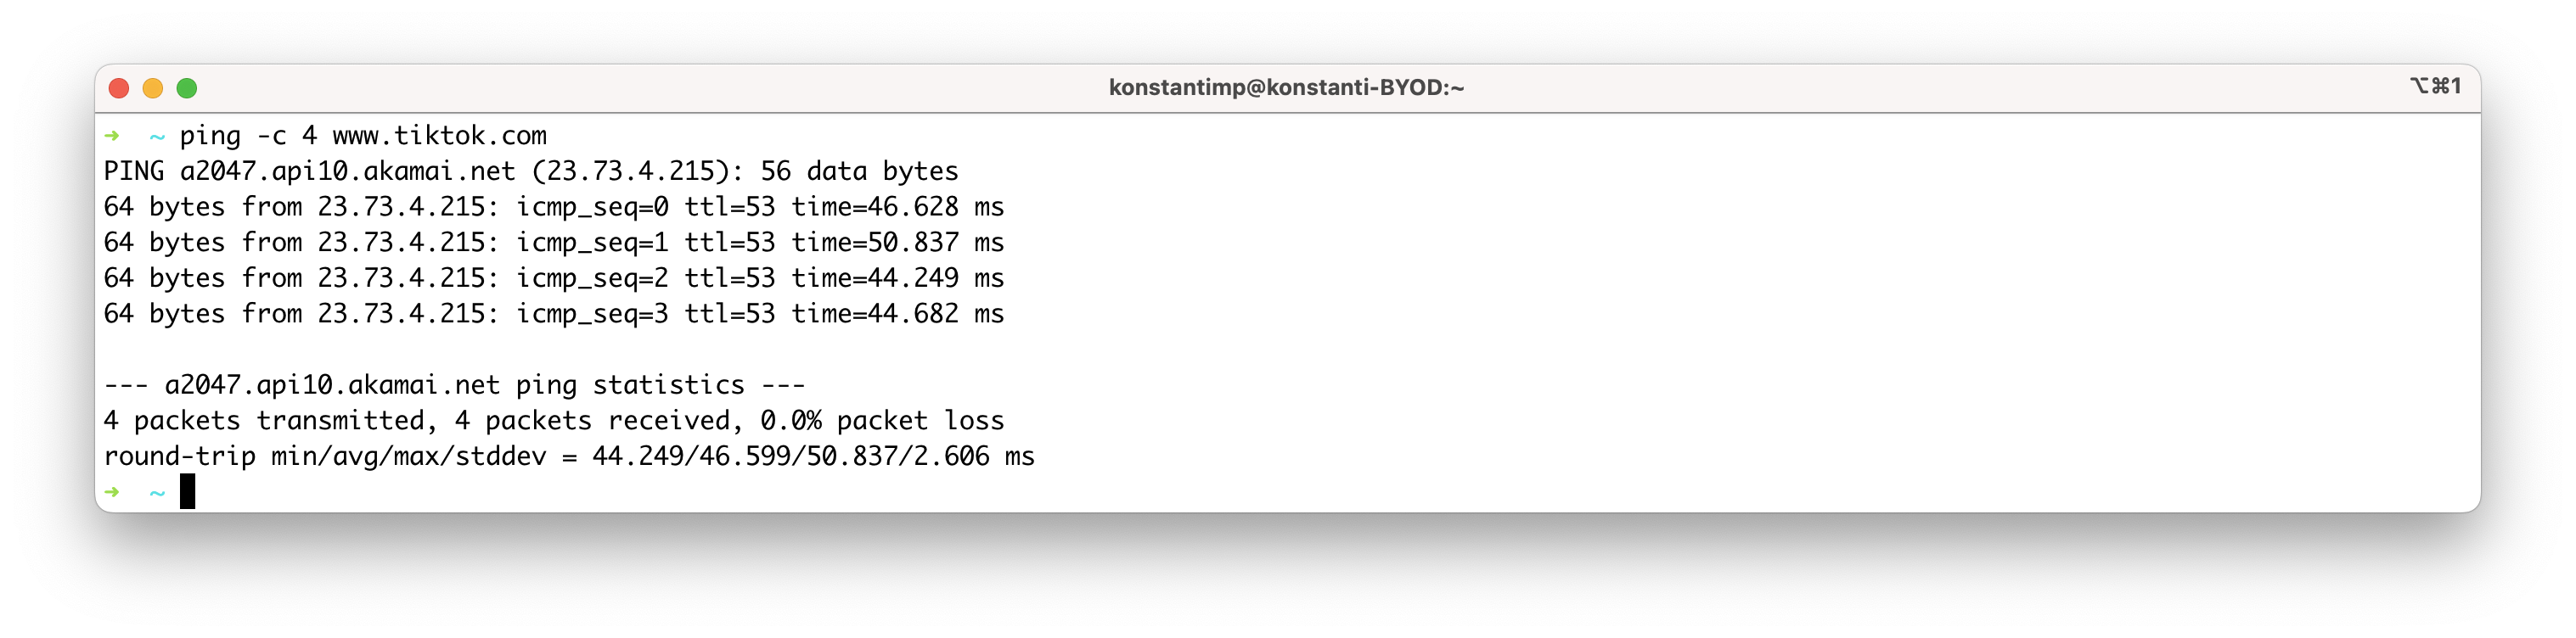 konstantimp@konstanti-BYOD:~
⌥⌘1
➜ ~ ping -c 4 www.tiktok.com
PING a2047.api10.akamai.net (23.73.4.215): 56 data bytes
64 bytes from 23.73.4.215: icmp_seq=0 ttl=53 time=46.628 ms
64 bytes from 23.73.4.215: icmp_seq=1 ttl=53 time=50.837 ms
64 bytes from 23.73.4.215: icmp_seq=2 ttl=53 time=44.249 ms
64 bytes from 23.73.4.215: icmp_seq=3 ttl=53 time=44.682 ms

--- a2047.api10.akamai.net ping statistics ---
4 packets transmitted, 4 packets received, 0.0% packet loss
round-trip min/avg/max/stddev = 44.249/46.599/50.837/2.606 ms
➜ ~